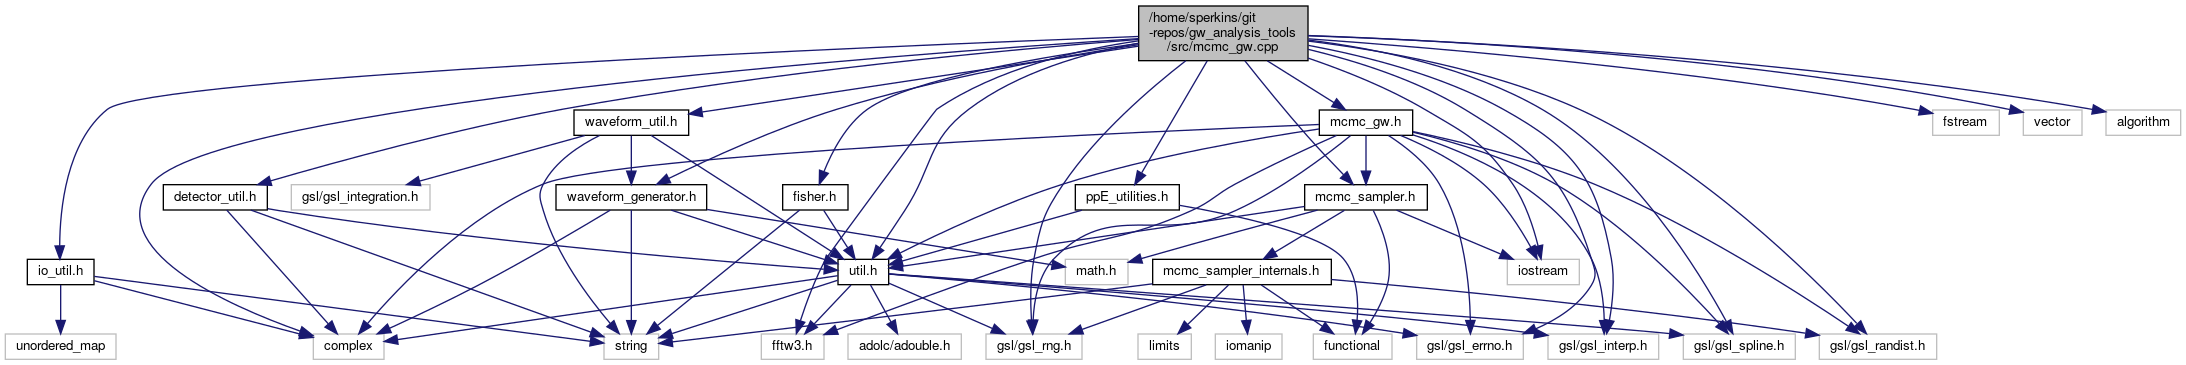 /home/sperkins/git
-repos/gw_analysis_tools
/src/mcmc_gw.cpp
waveform_util.h
mcmc_gw.h
fstream
vector
algorithm
detector_util.h
gsl/gsl_integration.h
waveform_generator.h
fisher.h
ppE_utilities.h
mcmc_sampler.h
io_util.h
util.h
math.h
mcmc_sampler_internals.h
iostream
unordered_map
complex
string
fftw3.h
adolc/adouble.h
gsl/gsl_rng.h
limits
iomanip
functional
gsl/gsl_errno.h
gsl/gsl_interp.h
gsl/gsl_spline.h
gsl/gsl_randist.h